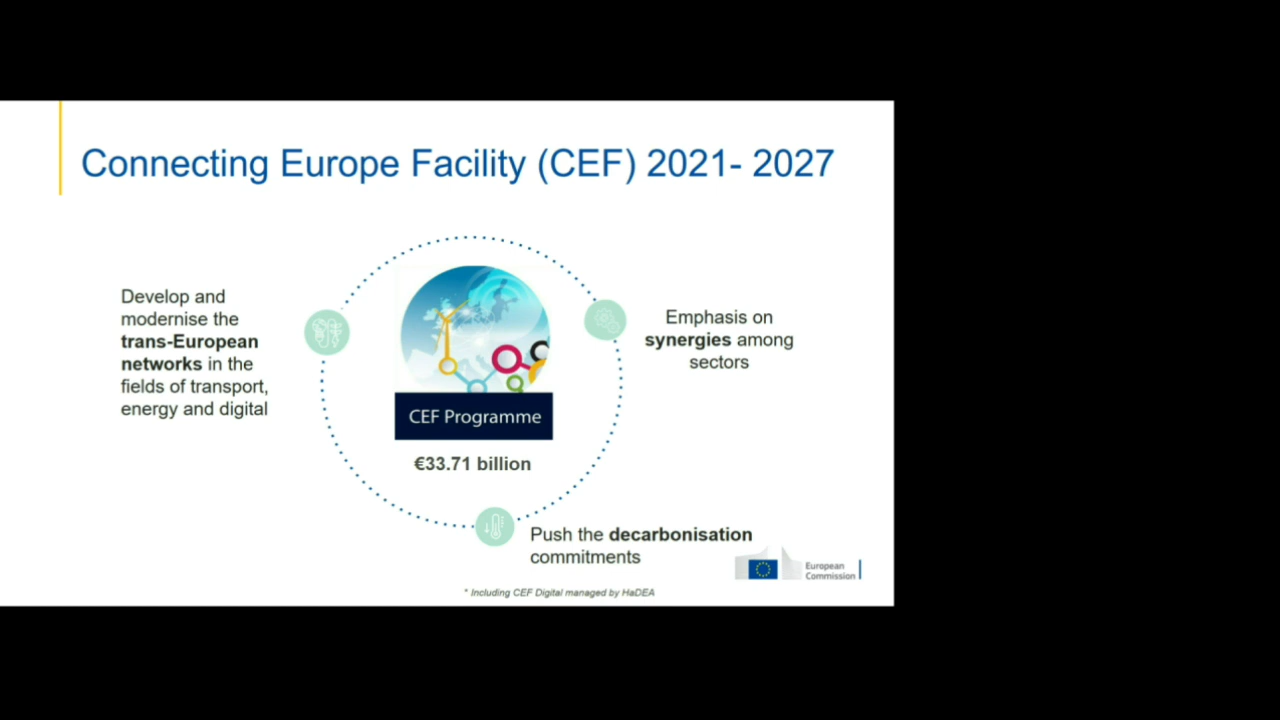 Connecting Europe Facility (CEF) 2021- 2027
Develop and
modernise the
trans-European
networks in the
fields of transport,
energy and digital
Emphasis on
synergies among
sectors
CEF Programme
€33.71 billion
Push the decarbonisation
commitments
European
Commission
* Including CEF Digital managed by HaDEA